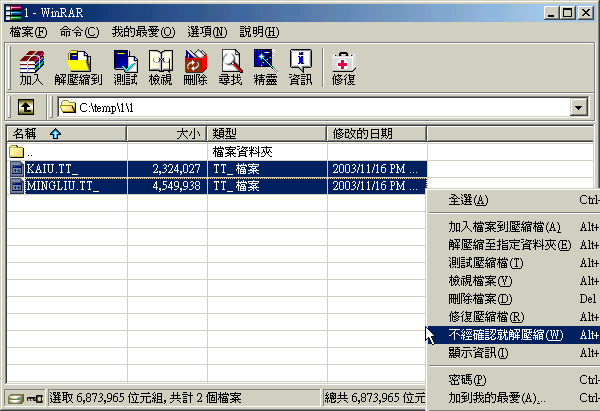 1 - WinRAR
檔案(F) 命令(C) 我的最愛(O) 選項(N) 說明(H)
加入 解壓縮到 測試 檢視 刪除 尋找 精靈 資訊 修復
C:\temp\1\1
名稱 大小 類型 修改的日期
.. 檔案資料夾
KAIU.TT_ 2,324,027 TT_ 檔案 2003/11/16 PM ...
MINGLIU.TT_ 4,549,938 TT_ 檔案 2003/11/16 PM ...
全選(A) Ctrl-
加入檔案到壓縮檔(A) Alt+
解壓縮至指定資料夾(E) Alt+
測試壓縮檔(T) Alt+
檢視檔案(V) Alt+
刪除檔案(D) Del
修復壓縮檔(R) Alt+
不經確認就解壓縮(W) Alt+
顯示資訊(I) Alt+
密碼(P) Ctrl-
加到我的最愛(A)... Ctrl-
選取 6,873,965 位元組, 共計 2 個檔案
總共 6,873,965 位元